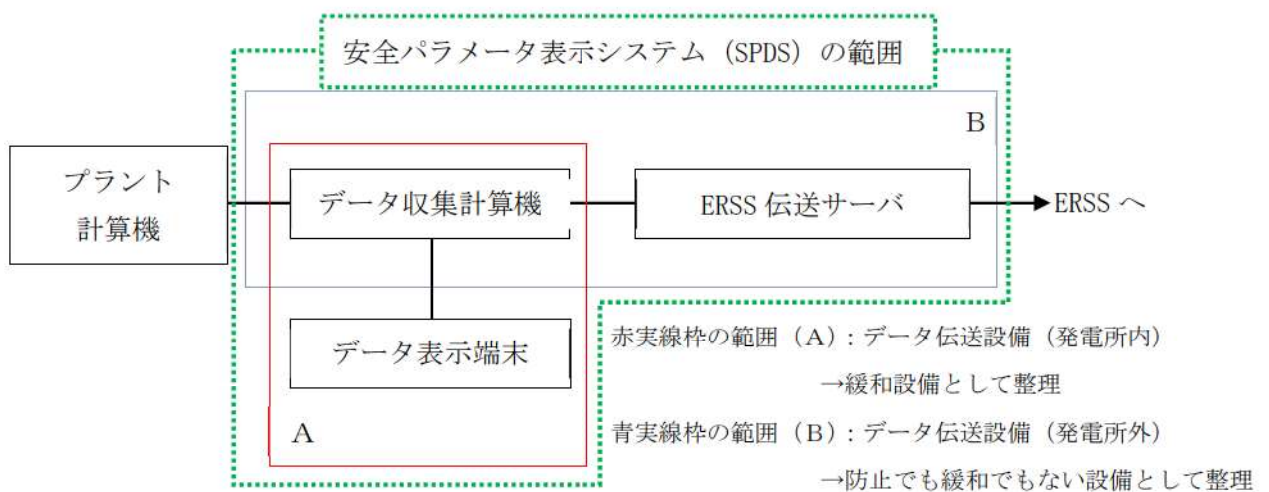 安全パラメータ表示システム（SPDS）の範囲
B
プラント
計算機
データ収集計算機
ERSS 伝送サーバ
ERSS へ
データ表示端末
A
赤実線枠の範囲（A）：データ伝送設備（発電所内）
→緩和設備として整理
青実線枠の範囲（B）：データ伝送設備（発電所外）
→防止でも緩和でもない設備として整理